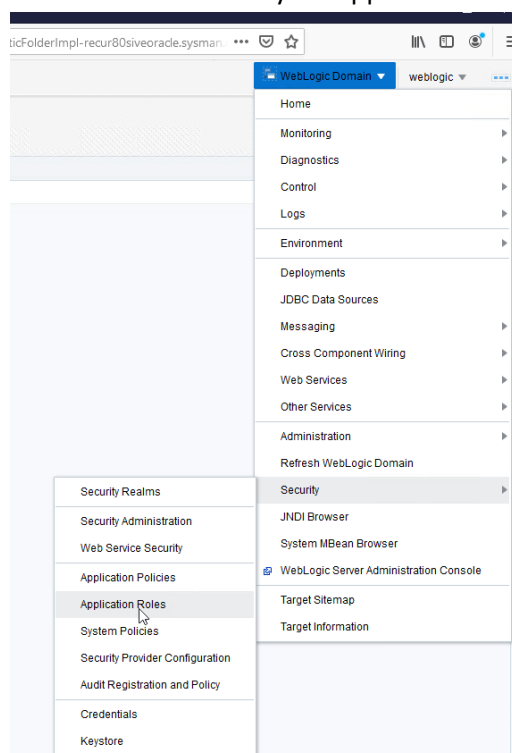 ticFolderImpl-recur80siveoracle.sysman.
WebLogic Domain weblogic
Home
Monitoring
Diagnostics
Control
Logs
Environment
Deployments
JDBC Data Sources
Messaging
Cross Component Wiring
Web Services
Other Services
Administration
Refresh WebLogic Domain
Security
JNDI Browser
System MBean Browser
WebLogic Server Administration Console
Target Sitemap
Target Information
Security Realms
Security Administration
Web Service Security
Application Policies
Application Roles
System Policies
Security Provider Configuration
Audit Registration and Policy
Credentials
Keystore